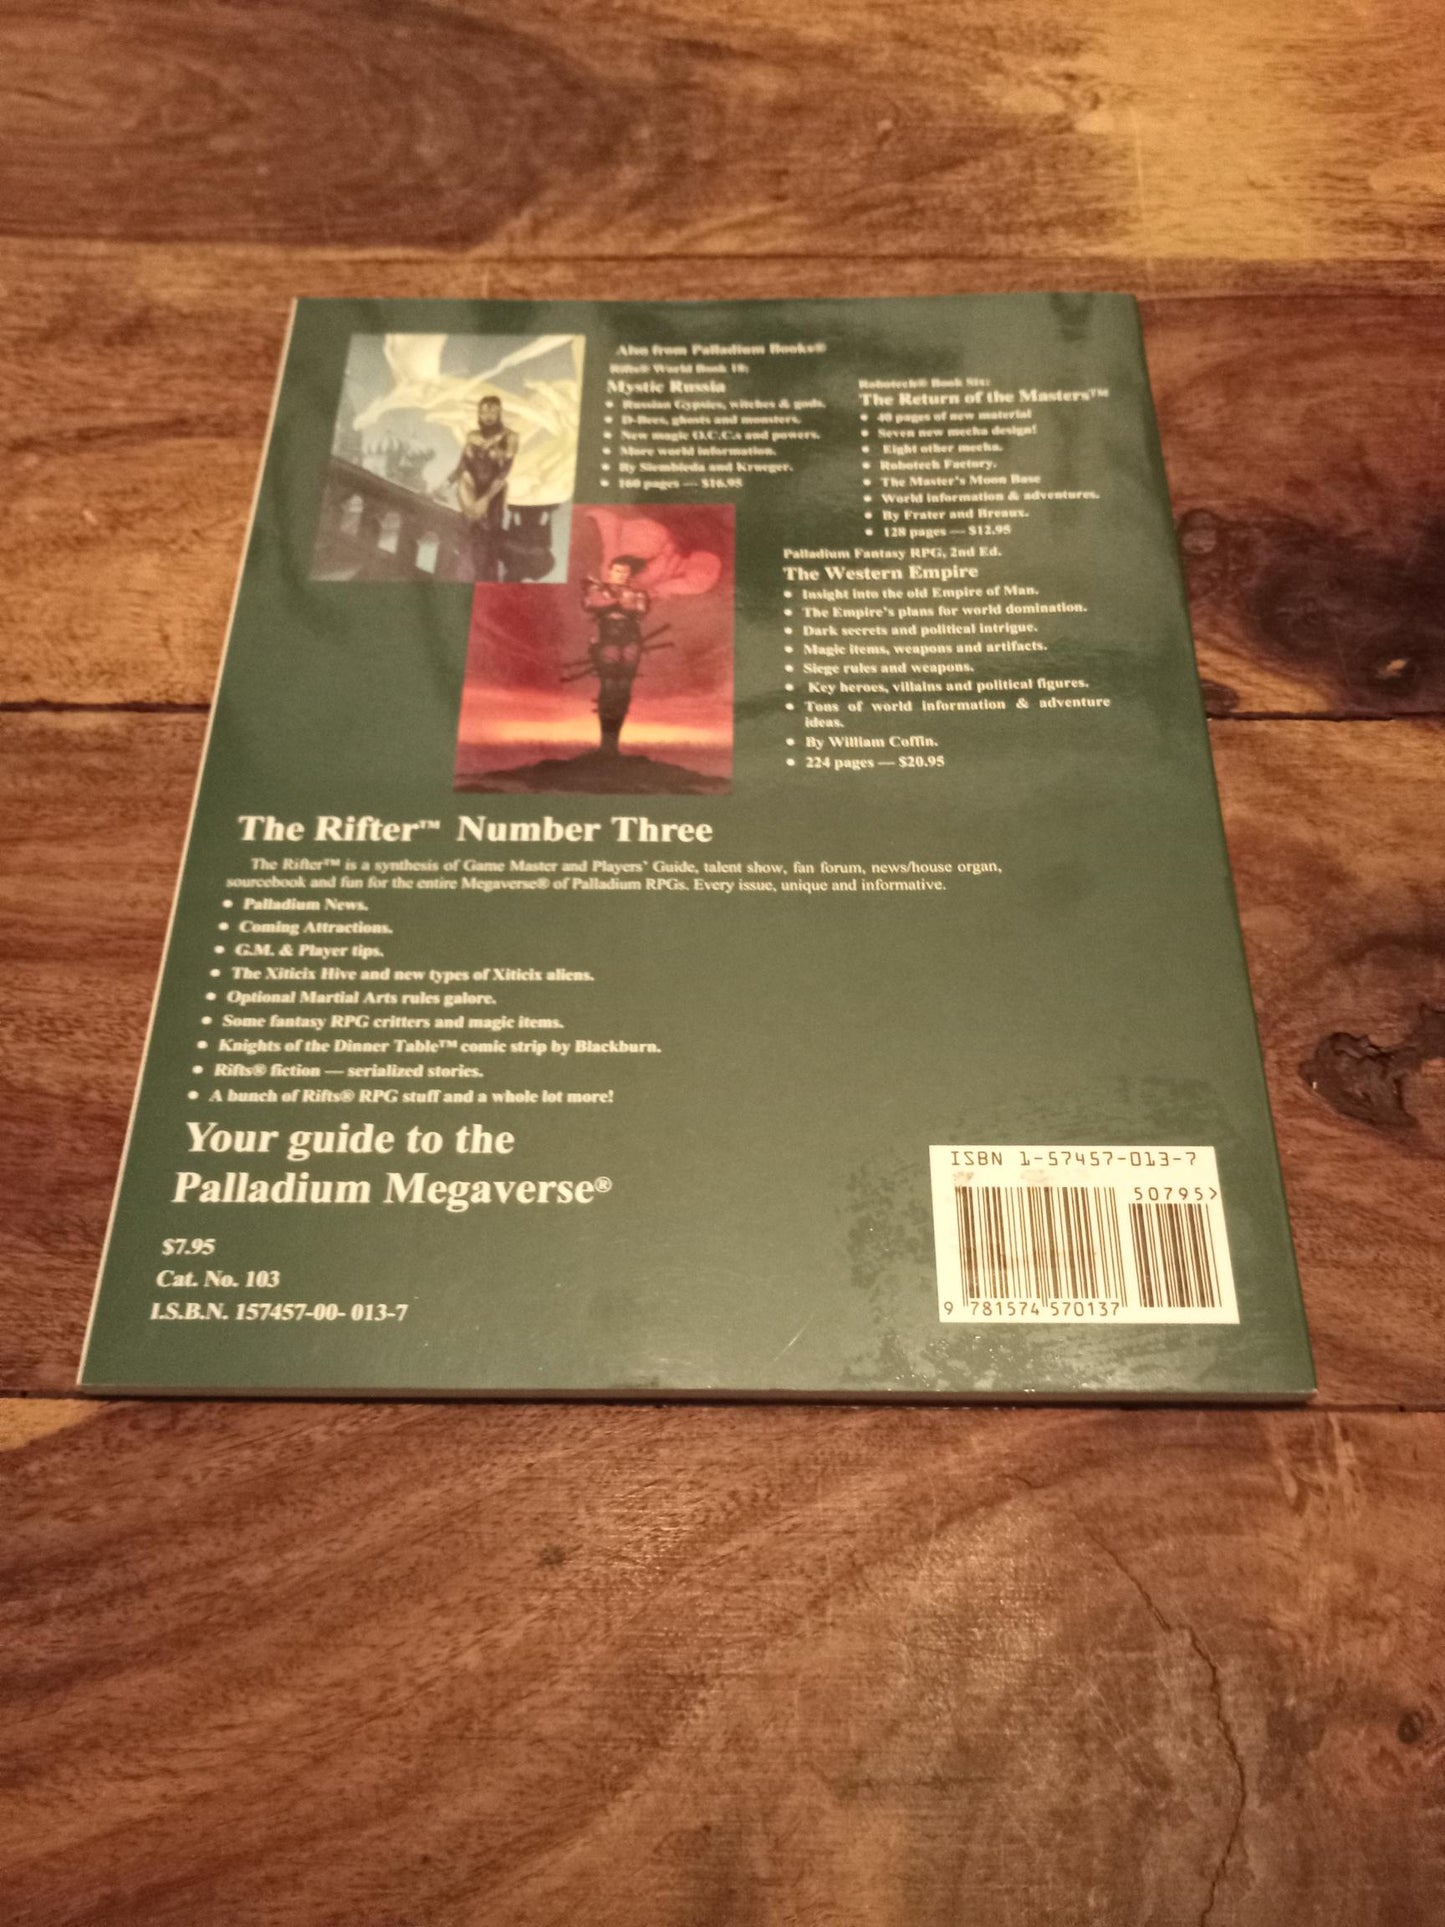 Also from Palladium Books®
Rifts® World Book 18:
Mystic Russia
• Russian Gypsies, witches & gods.
• D-Bees, ghosts and monsters.
• New magic O.C.C.s and powers.
• More world information.
• By Siembieda and Krueger.
• 160 pages — $16.95
Robotech® Book Six:
The Return of the Masters™
• 40 pages of new material
• Seven new mecha design!
• Eight other mecha.
• Robotech Factory.
• The Master's Moon Base
• World information & adventures.
• By Frater and Breaux.
• 128 pages — $12.95
Palladium Fantasy RPG, 2nd Ed.
The Western Empire
• Insight into the old Empire of Man.
• The Empire's plans for world domination.
• Dark secrets and political intrigue.
• Magic items, weapons and artifacts.
• Siege rules and weapons.
• Key heroes, villains and political figures.
• Tons of world information & adventure
ideas.
• By William Coffin.
• 224 pages — $20.95
The Rifter™ Number Three
The Rifter™ is a synthesis of Game Master and Players' Guide, talent show, fan forum, news/house organ,
sourcebook and fun for the entire Megaverse® of Palladium RPGs. Every issue, unique and informative.
• Palladium News.
• Coming Attractions.
• G.M. & Player tips.
• The Xiticix Hive and new types of Xiticix aliens.
• Optional Martial Arts rules galore.
• Some fantasy RPG critters and magic items.
• Knights of the Dinner Table™ comic strip by Blackburn.
• Rifts® fiction — serialized stories.
• A bunch of Rifts® RPG stuff and a whole lot more!
Your guide to the
Palladium Megaverse®
$7.95
Cat. No. 103
I.S.B.N. 157457-00- 013-7
ISBN 1-57457-013-7
50795>
9 781574 570137